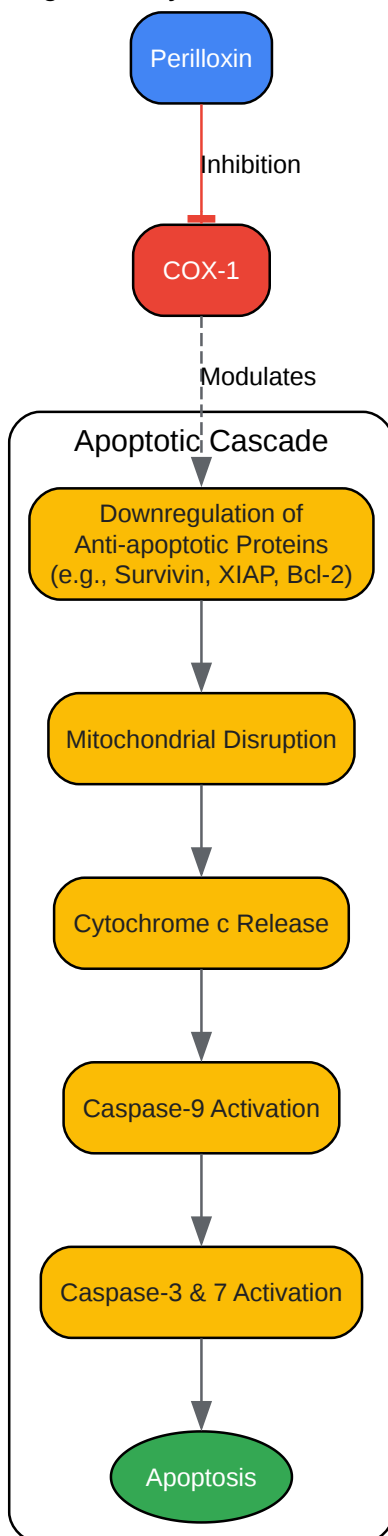 Perilloxin
Inhibition
COX-1
Modulates
Apoptotic Cascade
Downregulation of
Anti-apoptotic Proteins
(e.g., Survivin, XIAP, Bcl-2)
Mitochondrial Disruption
Cytochrome c Release
Caspase-9 Activation
Caspase-3 & 7 Activation
Apoptosis